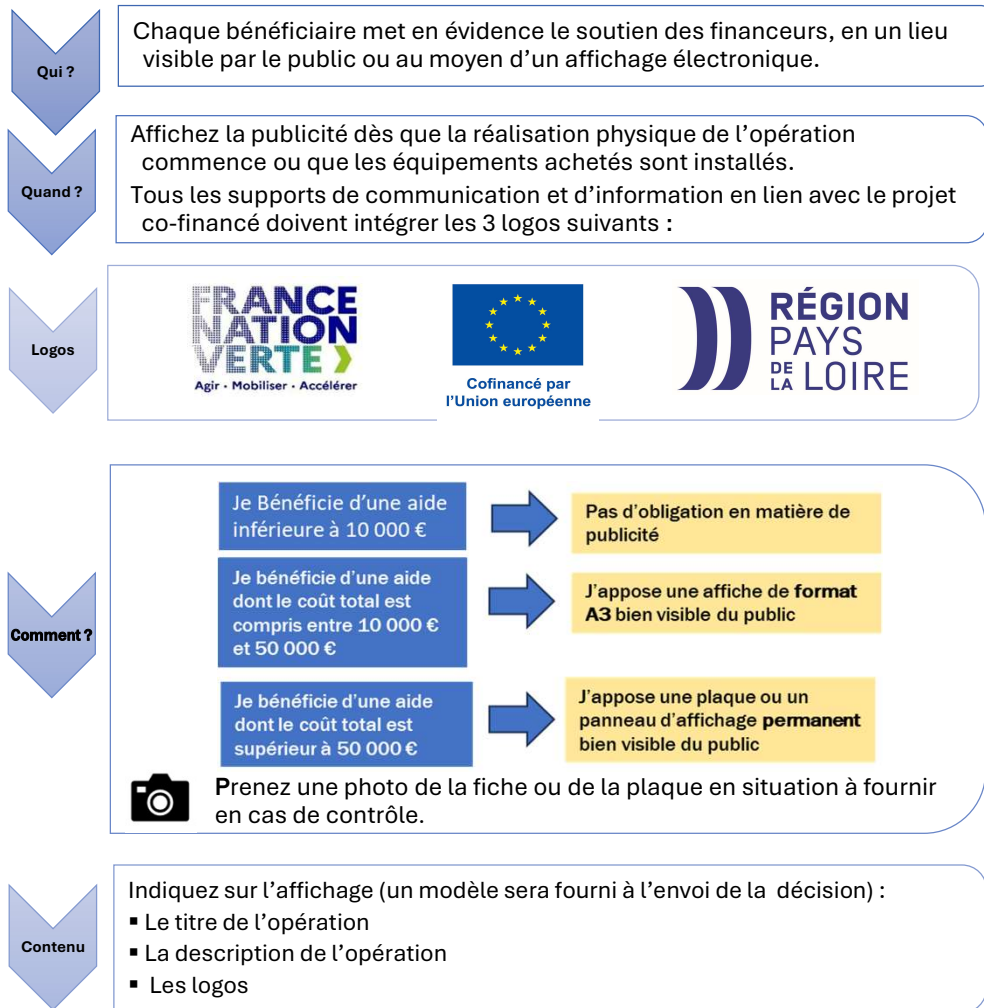 Qui ?
Chaque bénéficiaire met en évidence le soutien des financeurs, en un lieu
visible par le public ou au moyen d’un affichage électronique.
Quand ?
Affichez la publicité dès que la réalisation physique de l’opération
commence ou que les équipements achetés sont installés.
Tous les supports de communication et d’information en lien avec le projet
co-financé doivent intégrer les 3 logos suivants :
Logos
FRANCE
NATION
VERTE
Agir · Mobiliser · Accélérer
Cofinancé par
l’Union européenne
RÉGION
PAYS
DE LA LOIRE
Comment ?
Je Bénéficie d’une aide
inférieure à 10 000 €
Pas d’obligation en matière de
publicité
Je bénéficie d’une aide
dont le coût total est
compris entre 10 000 €
et 50 000 €
J’appose une affiche de format
A3 bien visible du public
Je bénéficie d’une aide
dont le coût total est
supérieur à 50 000 €
J’appose une plaque ou un
panneau d’affichage permanent
bien visible du public
Prenez une photo de la fiche ou de la plaque en situation à fournir
en cas de contrôle.
Contenu
Indiquez sur l’affichage (un modèle sera fourni à l’envoi de la décision) :
▪ Le titre de l’opération
▪ La description de l’opération
▪ Les logos